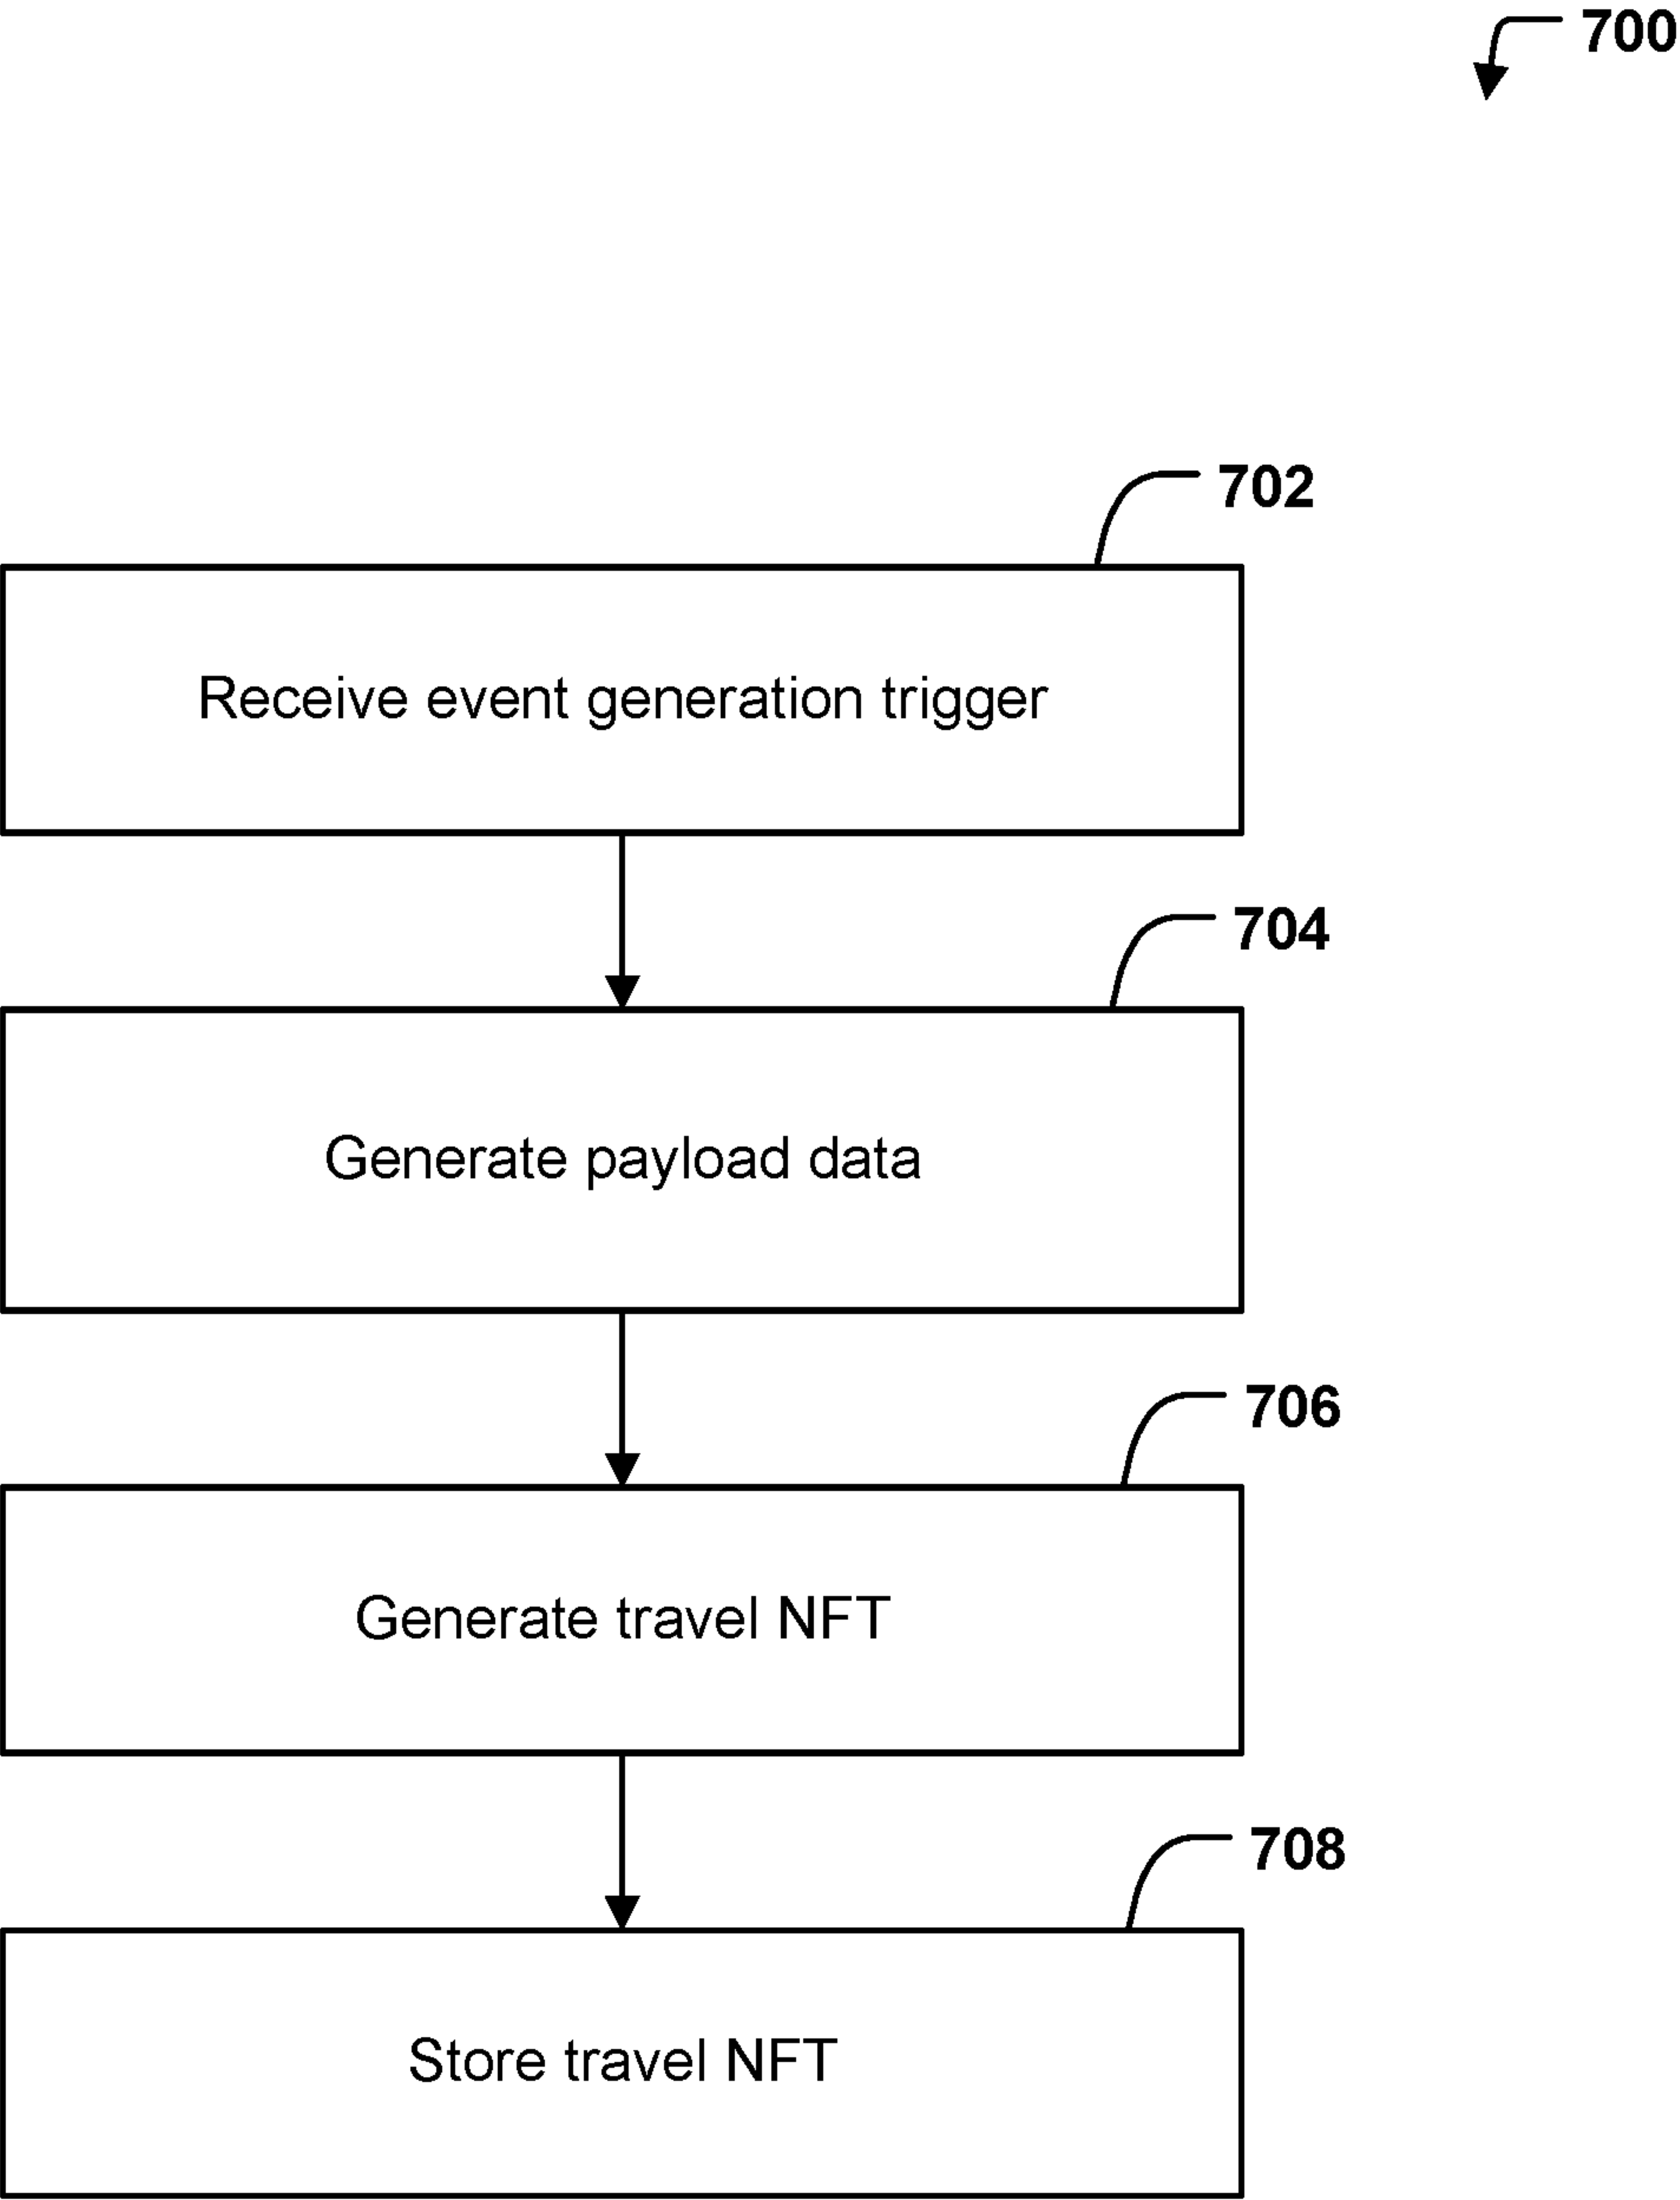 700
702
Receive event generation trigger
704
Generate payload data
706
Generate travel NFT
708
Store travel NFT